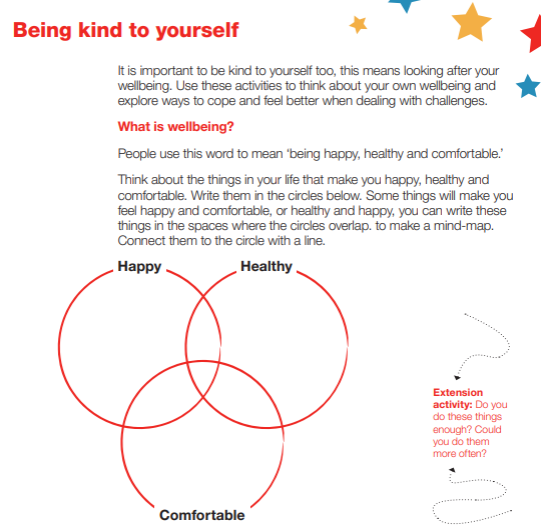 Being kind to yourself
It is important to be kind to yourself too, this means looking after your
wellbeing. Use these activities to think about your own wellbeing and
explore ways to cope and feel better when dealing with challenges.
What is wellbeing?
People use this word to mean ‘being happy, healthy and comfortable.’
Think about the things in your life that make you happy, healthy and
comfortable. Write them in the circles below. Some things will make you
feel happy and comfortable, or healthy and happy, you can write these
things in the spaces where the circles overlap. to make a mind-map.
Connect them to the circle with a line.
Happy
Healthy
Comfortable
Extension
activity: Do you
do these things
enough? Could
you do them
more often?